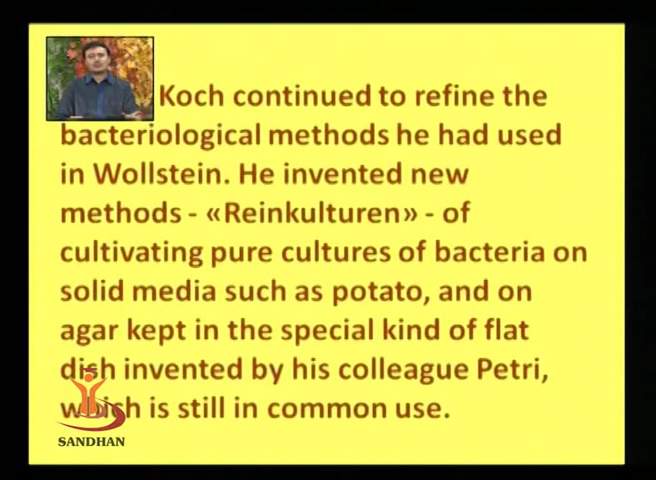 Koch continued to refine the
bacteriological methods he had used
in Wollstein. He invented new
methods - «Reinkulturen» - of
cultivating pure cultures of bacteria on
solid media such as potato, and on
agar kept in the special kind of flat
dish invented by his colleague Petri,
which is still in common use.
SANDHAN